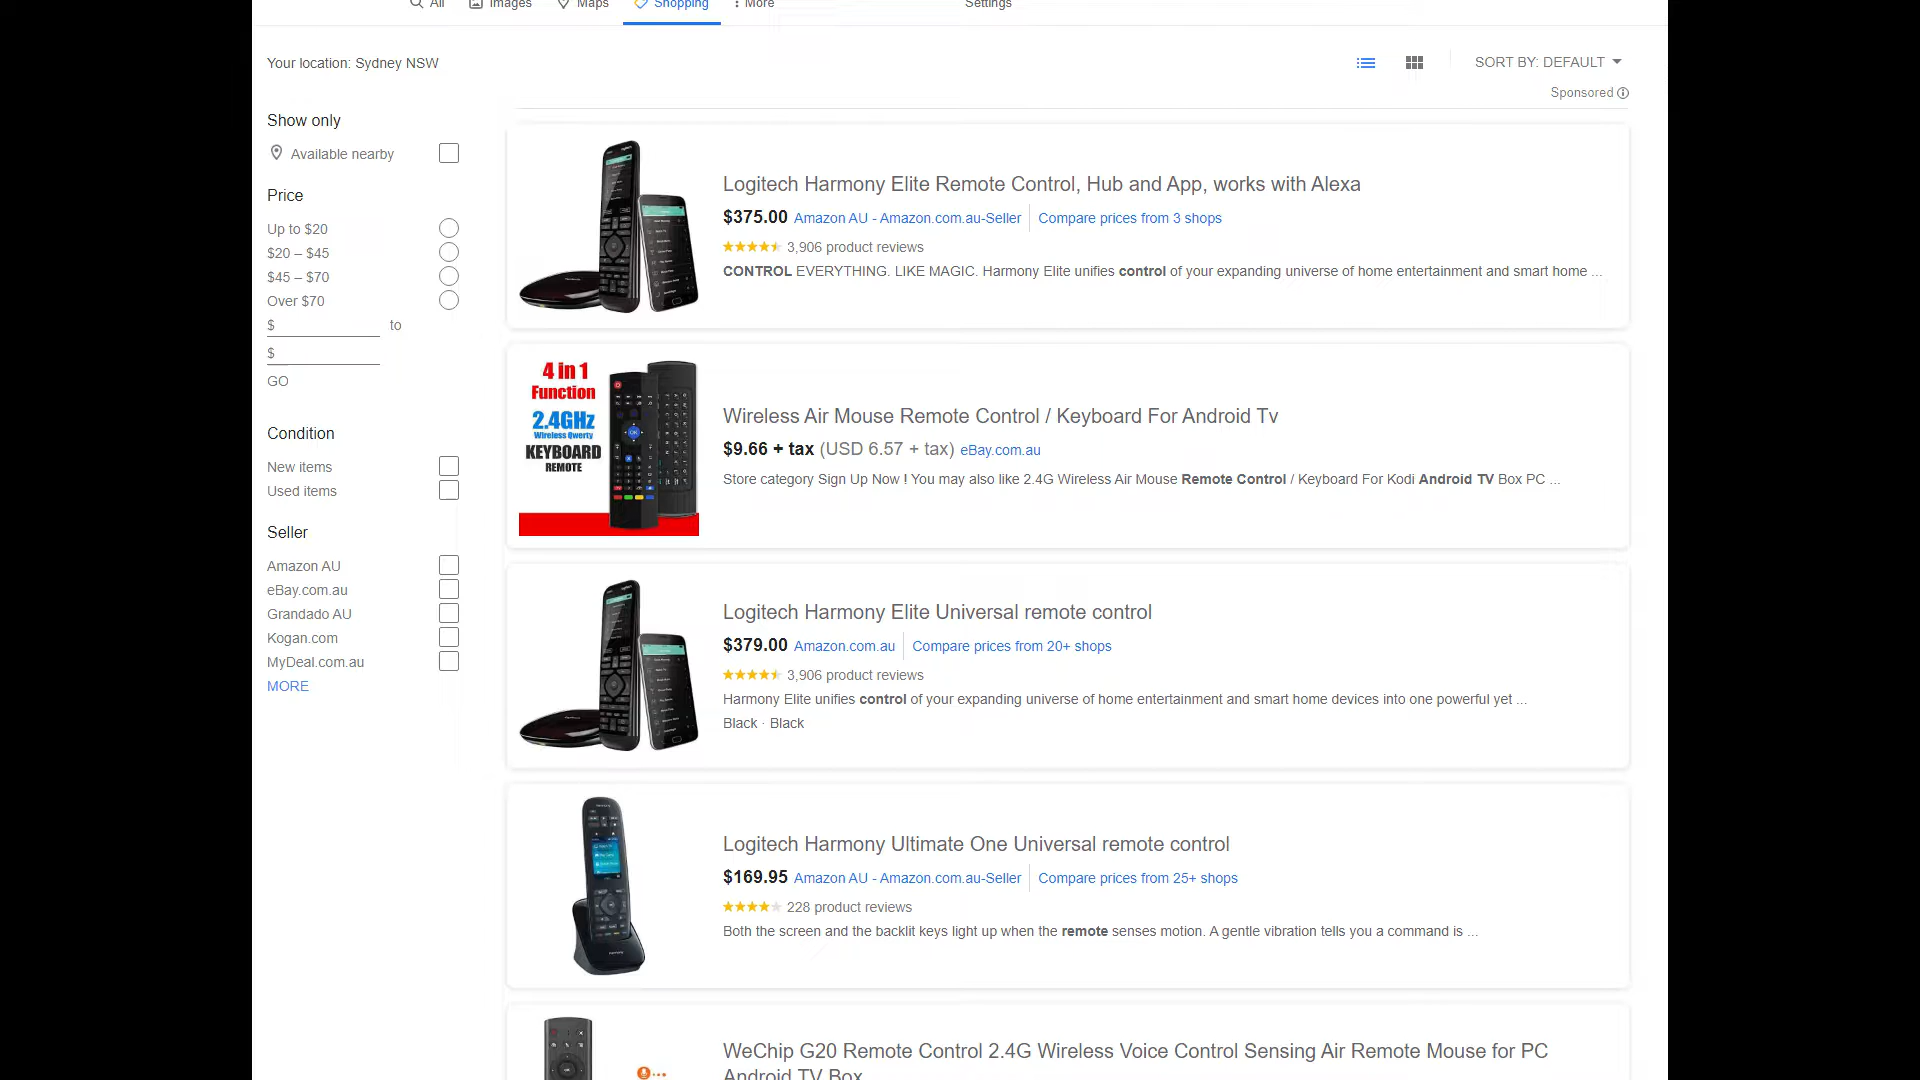 All Images Maps Shopping More Settings
Your location: Sydney NSW
SORT BY: DEFAULT
Sponsored
Show only
Available nearby
Price
Up to $20
$20 – $45
$45 – $70
Over $70
$ to
$
GO
Condition
New items
Used items
Seller
Amazon AU
eBay.com.au
Grandado AU
Kogan.com
MyDeal.com.au
MORE
Logitech Harmony Elite Remote Control, Hub and App, works with Alexa
$375.00 Amazon AU - Amazon.com.au-Seller Compare prices from 3 shops
3,906 product reviews
CONTROL EVERYTHING. LIKE MAGIC. Harmony Elite unifies control of your expanding universe of home entertainment and smart home ...
4 in 1
Function
2.4GHz
Wireless Qwerty
KEYBOARD
REMOTE
Wireless Air Mouse Remote Control / Keyboard For Android Tv
$9.66 + tax (USD 6.57 + tax) eBay.com.au
Store category Sign Up Now ! You may also like 2.4G Wireless Air Mouse Remote Control / Keyboard For Kodi Android TV Box PC ...
Logitech Harmony Elite Universal remote control
$379.00 Amazon.com.au Compare prices from 20+ shops
3,906 product reviews
Harmony Elite unifies control of your expanding universe of home entertainment and smart home devices into one powerful yet ...
Black · Black
Logitech Harmony Ultimate One Universal remote control
$169.95 Amazon AU - Amazon.com.au-Seller Compare prices from 25+ shops
228 product reviews
Both the screen and the backlit keys light up when the remote senses motion. A gentle vibration tells you a command is ...
WeChip G20 Remote Control 2.4G Wireless Voice Control Sensing Air Remote Mouse for PC
Android TV Box